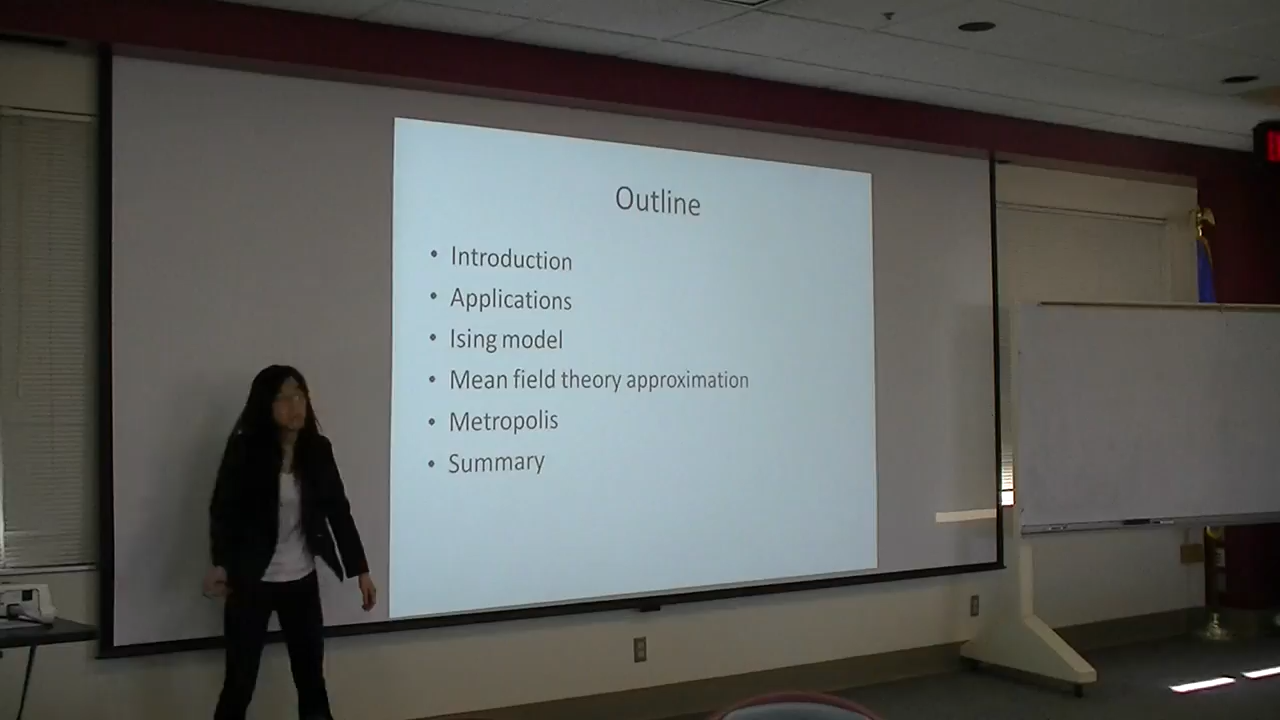 Outline
• Introduction
• Applications
• Ising model
• Mean field theory approximation
• Metropolis
• Summary